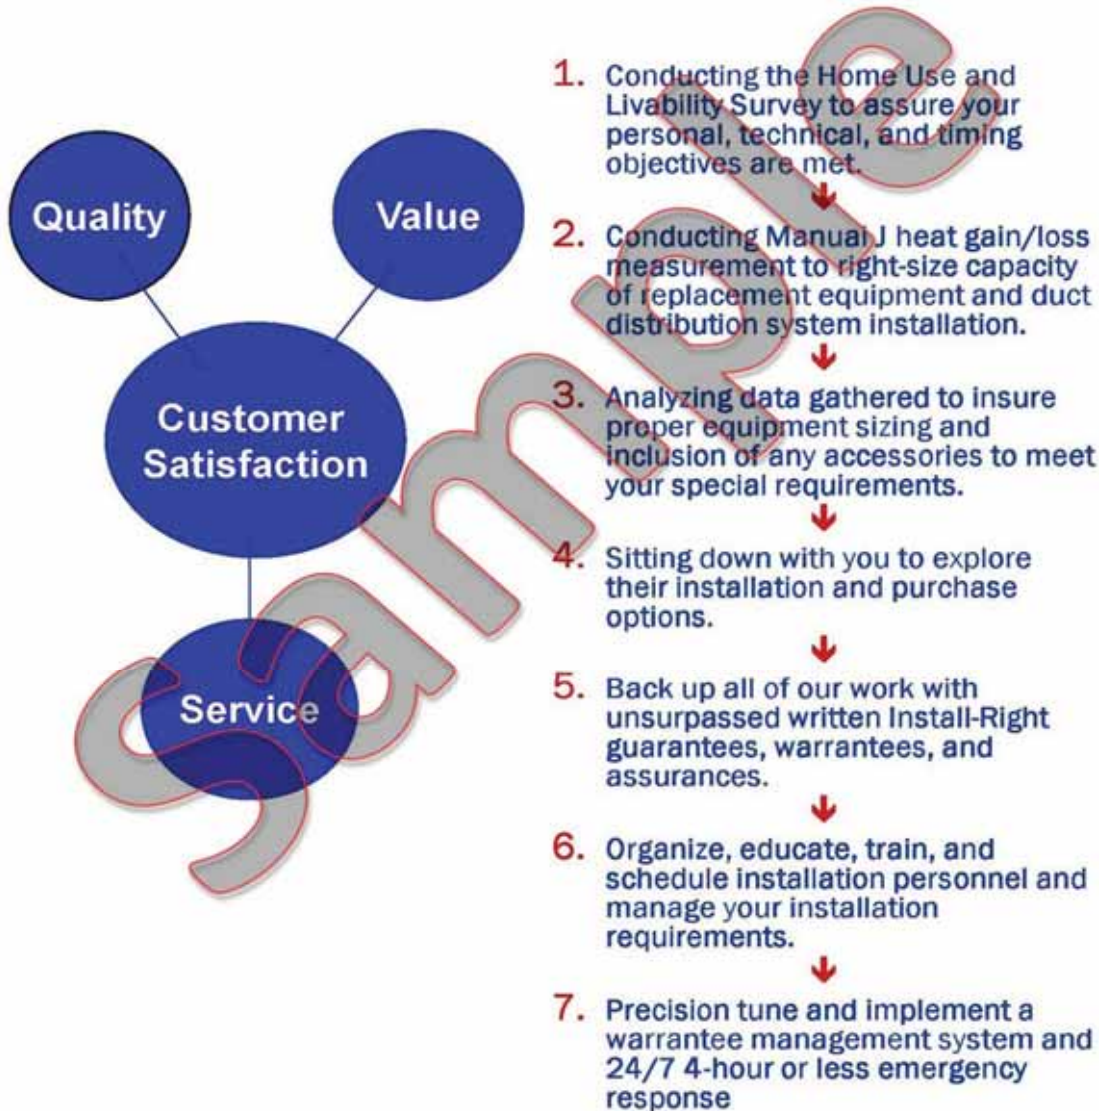 Quality
Value
Customer
Satisfaction
Service
1. Conducting the Home Use and
Livability Survey to assure your
personal, technical, and timing
objectives are met.
2. Conducting Manual J heat gain/loss
measurement to right-size capacity
of replacement equipment and duct
distribution system installation.
3. Analyzing data gathered to insure
proper equipment sizing and
inclusion of any accessories to meet
your special requirements.
4. Sitting down with you to explore
their installation and purchase
options.
5. Back up all of our work with
unsurpassed written Install-Right
guarantees, warrantees, and
assurances.
6. Organize, educate, train, and
schedule installation personnel and
manage your installation
requirements.
7. Precision tune and implement a
warrantee management system and
24/7 4-hour or less emergency
response
Sample